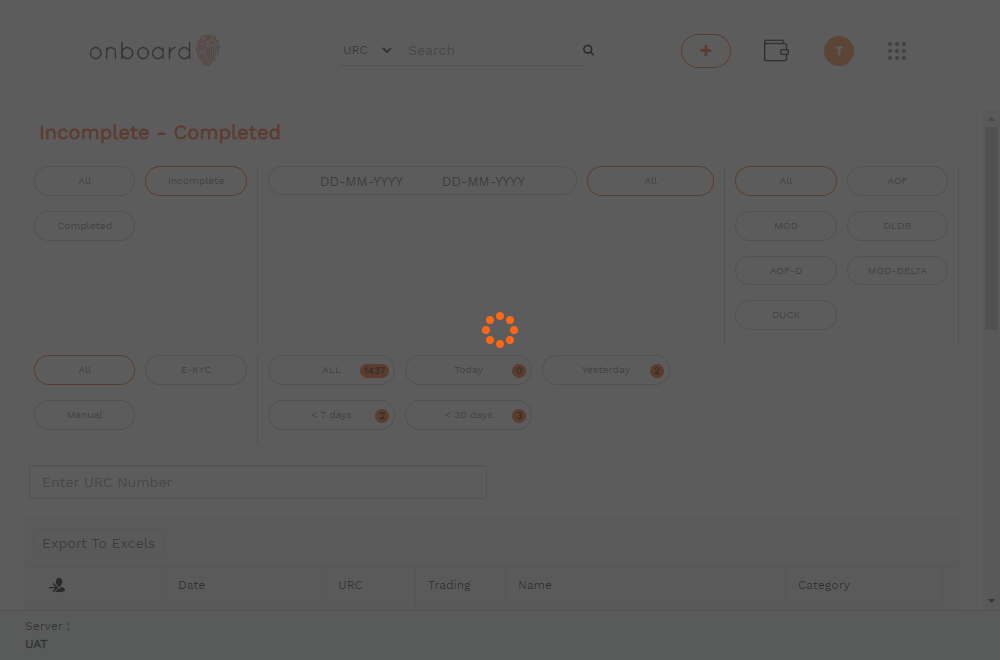 onboard
URC Search
+
T
Incomplete - Completed
All Incomplete DD-MM-YYYY DD-MM-YYYY All All AOF
Completed MOD DLDR
AOF-D MOD-DELTA
DUCK
All E-KYC ALL 1437 Today 0 Yesterday 2
Manual < 7 days 2 < 30 days 3
Enter URC Number
Export To Excels
Date URC Trading Name Category
Server :
UAT